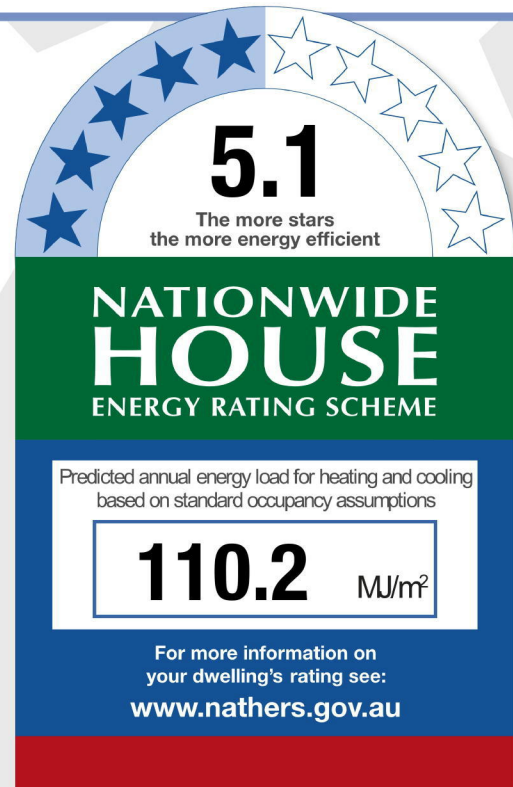 5.1
The more stars
the more energy efficient
NATIONWIDE
HOUSE
ENERGY RATING SCHEME
Predicted annual energy load for heating and cooling
based on standard occupancy assumptions
110.2 MJ/m²
For more information on
your dwelling's rating see:
www.nathers.gov.au